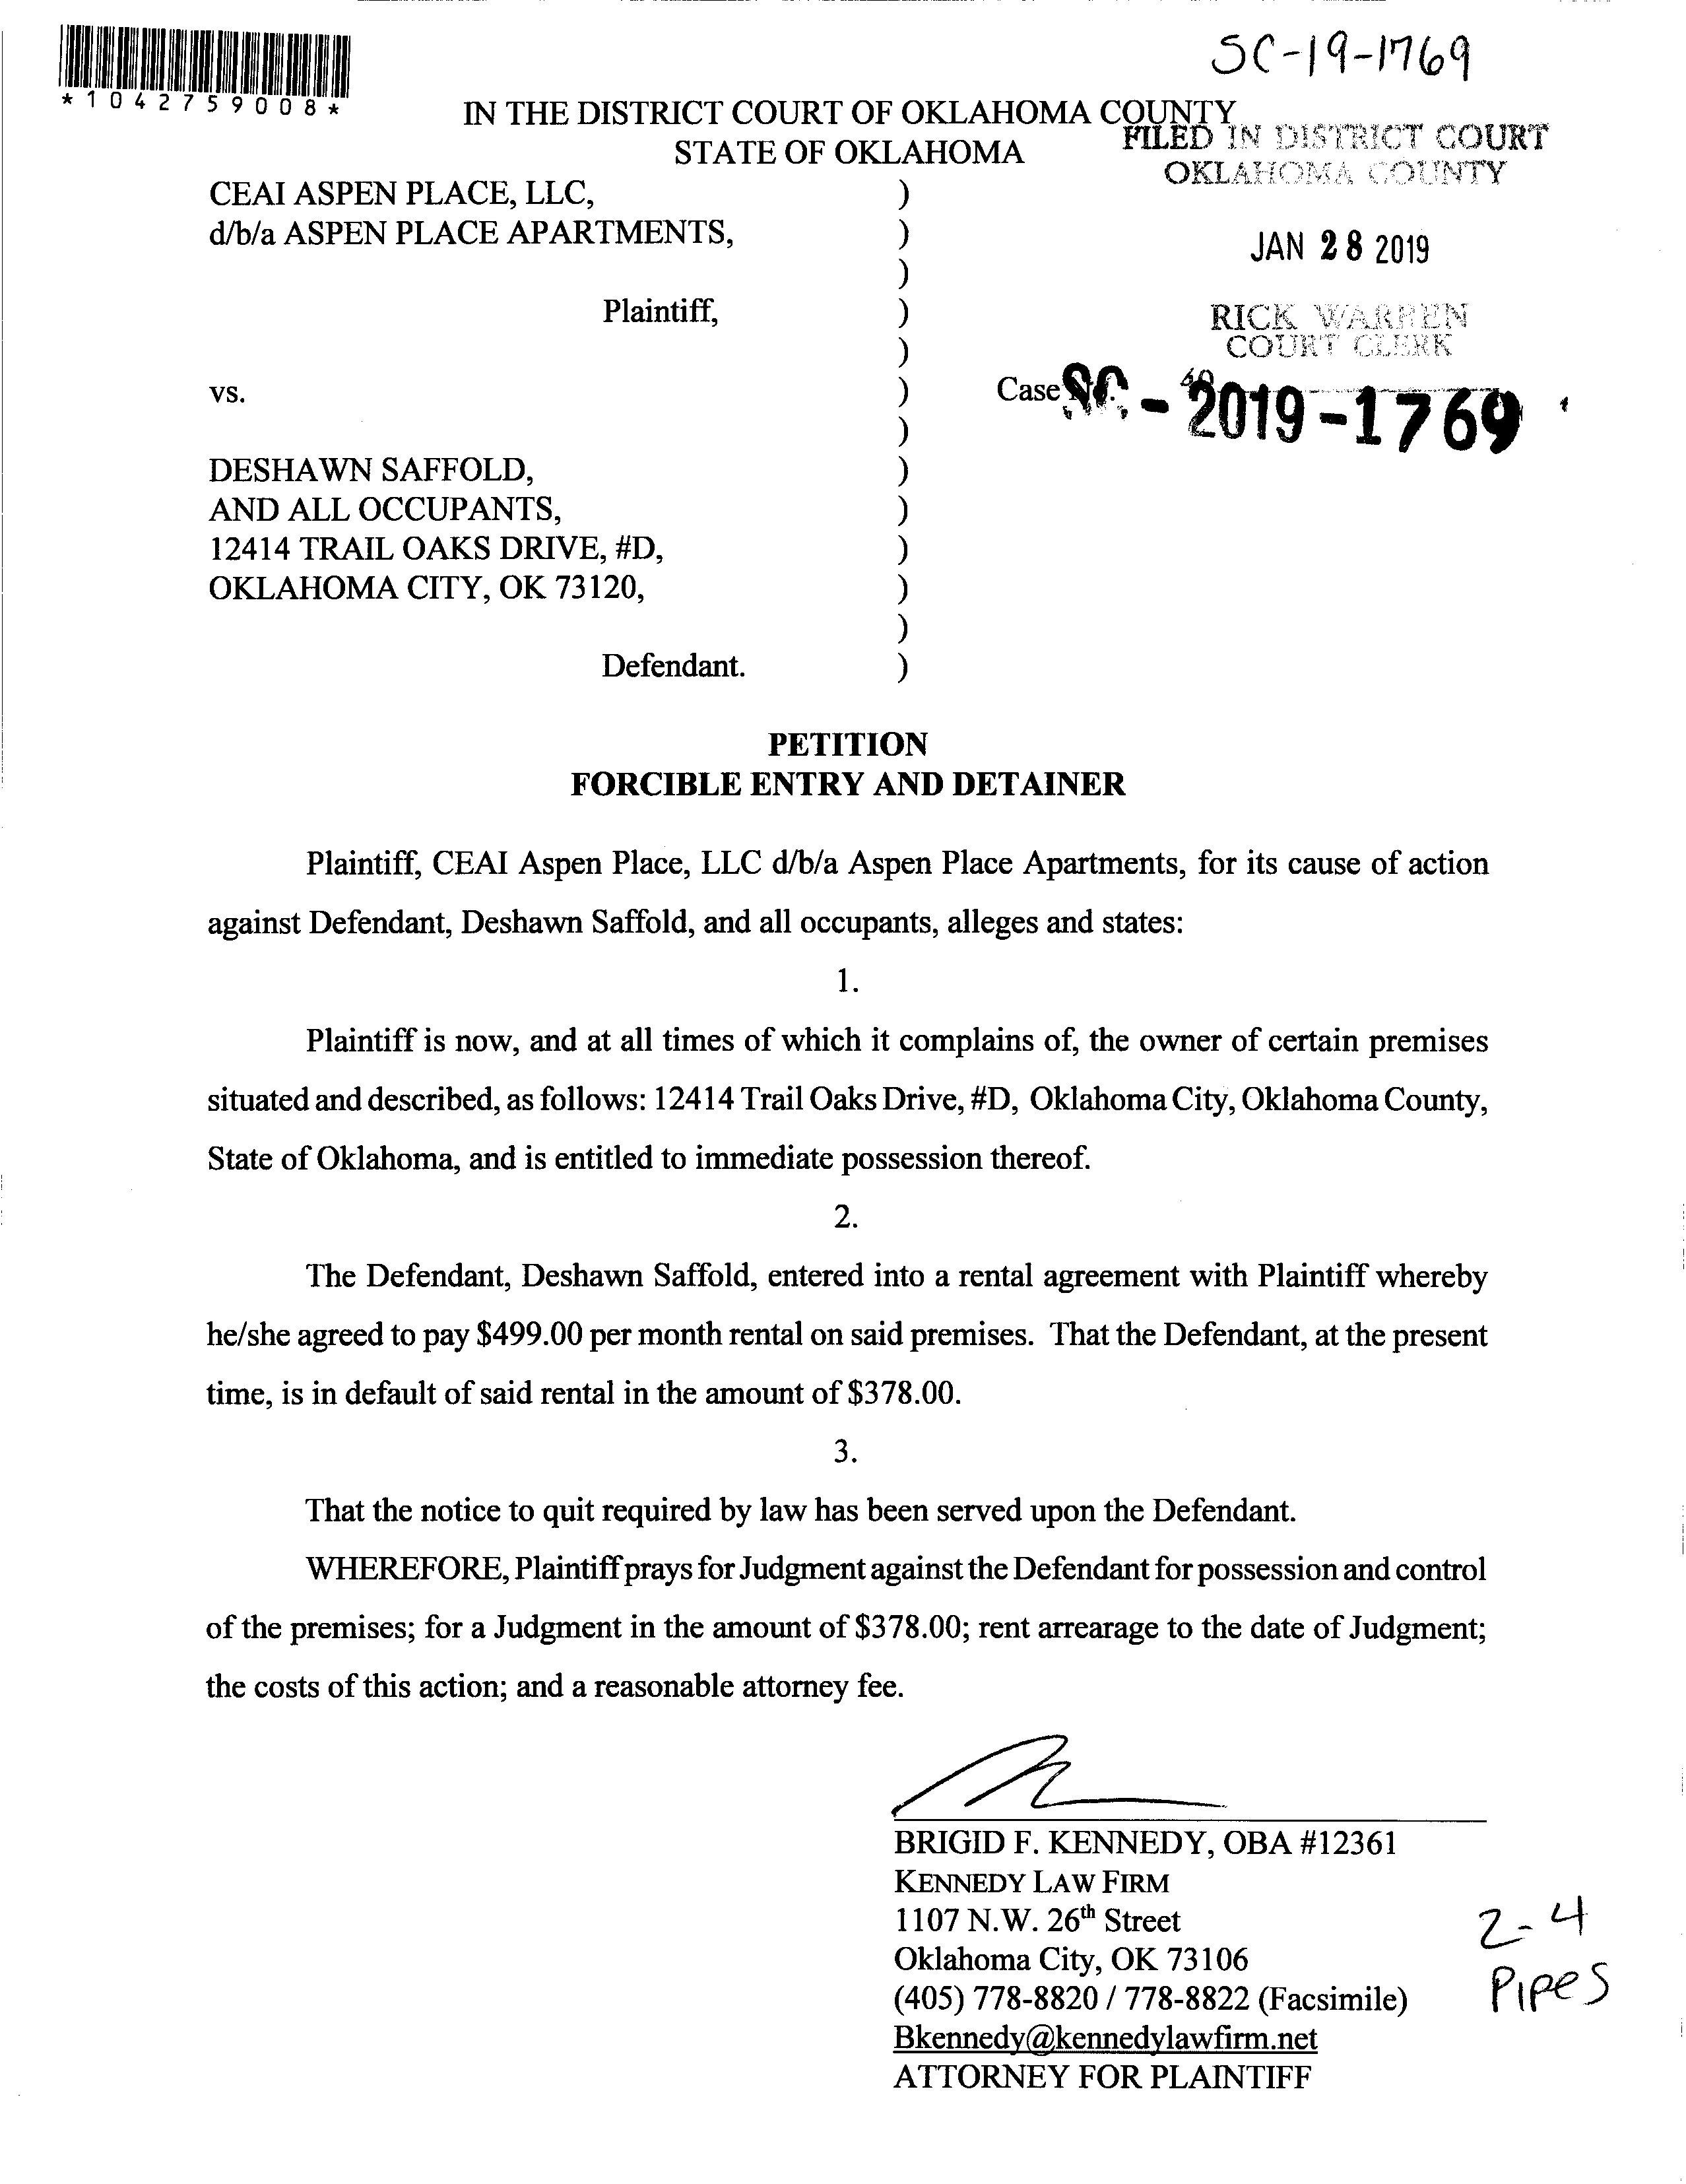 SC-19-1769
*1042759008*
IN THE DISTRICT COURT OF OKLAHOMA COUNTY
STATE OF OKLAHOMA
FILED IN DISTRICT COURT
OKLAHOMA COUNTY
JAN 28 2019
RICK WARREN
COURT CLERK
CEAI ASPEN PLACE, LLC, )
d/b/a ASPEN PLACE APARTMENTS, )
)
Plaintiff, )
)
vs. ) Case SC - 2019 - 1769
)
DESHAWN SAFFOLD, )
AND ALL OCCUPANTS, )
12414 TRAIL OAKS DRIVE, #D, )
OKLAHOMA CITY, OK 73120, )
)
Defendant. )
PETITION
FORCIBLE ENTRY AND DETAINER
Plaintiff, CEAI Aspen Place, LLC d/b/a Aspen Place Apartments, for its cause of action
against Defendant, Deshawn Saffold, and all occupants, alleges and states:
1.
Plaintiff is now, and at all times of which it complains of, the owner of certain premises
situated and described, as follows: 12414 Trail Oaks Drive, #D, Oklahoma City, Oklahoma County,
State of Oklahoma, and is entitled to immediate possession thereof.
2.
The Defendant, Deshawn Saffold, entered into a rental agreement with Plaintiff whereby
he/she agreed to pay $499.00 per month rental on said premises. That the Defendant, at the present
time, is in default of said rental in the amount of $378.00.
3.
That the notice to quit required by law has been served upon the Defendant.
WHEREFORE, Plaintiff prays for Judgment against the Defendant for possession and control
of the premises; for a Judgment in the amount of $378.00; rent arrearage to the date of Judgment;
the costs of this action; and a reasonable attorney fee.
BRIGID F. KENNEDY, OBA #12361
KENNEDY LAW FIRM
1107 N.W. 26th Street
Oklahoma City, OK 73106
(405) 778-8820 / 778-8822 (Facsimile)
Bkennedy@kennedylawfirm.net
ATTORNEY FOR PLAINTIFF
2-4
Pipes